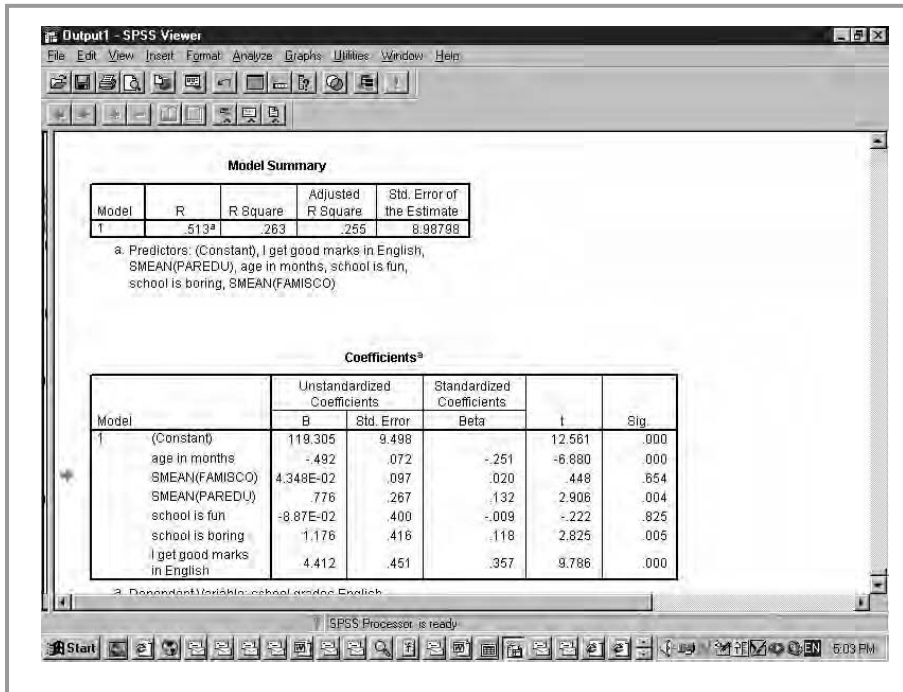 Output1 - SPSS Viewer
File Edit View Insert Format Analyze Graphs Utilities Window Help
Model Summary
Model R R Square Adjusted R Square Std. Error of the Estimate
1 .513a .263 .255 8.98798
a. Predictors: (Constant), I get good marks in English,
SMEAN(PAREDU), age in months, school is fun,
school is boring, SMEAN(FAMISCO)
Coefficientsa
Unstandardized Coefficients Standardized Coefficients
Model B Std. Error Beta t Sig.
1 (Constant) 119.305 9.498 12.561 .000
age in months -.492 .072 -.251 -6.880 .000
SMEAN(FAMISCO) 4.348E-02 .097 .020 .448 .654
SMEAN(PAREDU) .776 .267 .132 2.906 .004
school is fun -8.87E-02 .400 -.009 -.222 .825
school is boring 1.176 .416 .118 2.825 .005
I get good marks in English 4.412 .451 .357 9.786 .000
a. Dependent Variable: school grades English
SPSS Processor is ready
Start EN 5:03 PM